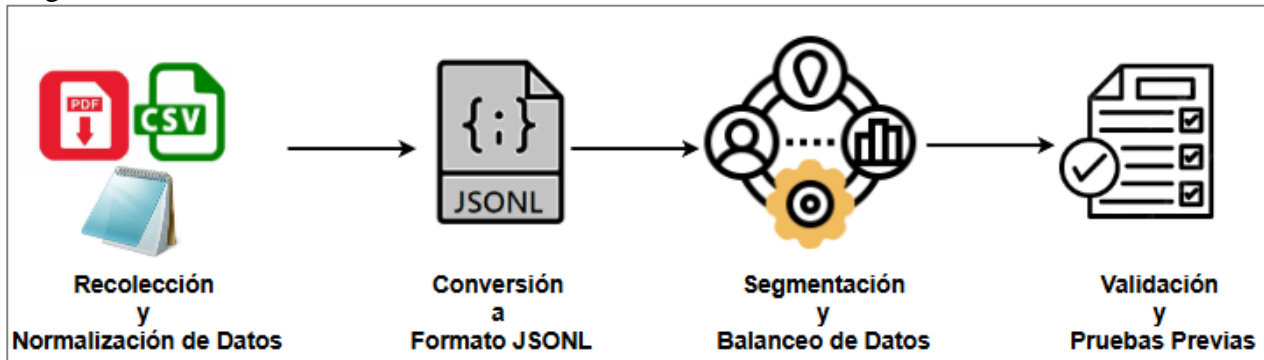 PDF
CSV
{;}
JSONL
Recolección
y
Normalización de Datos
Conversión
a
Formato JSONL
Segmentación
y
Balanceo de Datos
Validación
y
Pruebas Previas